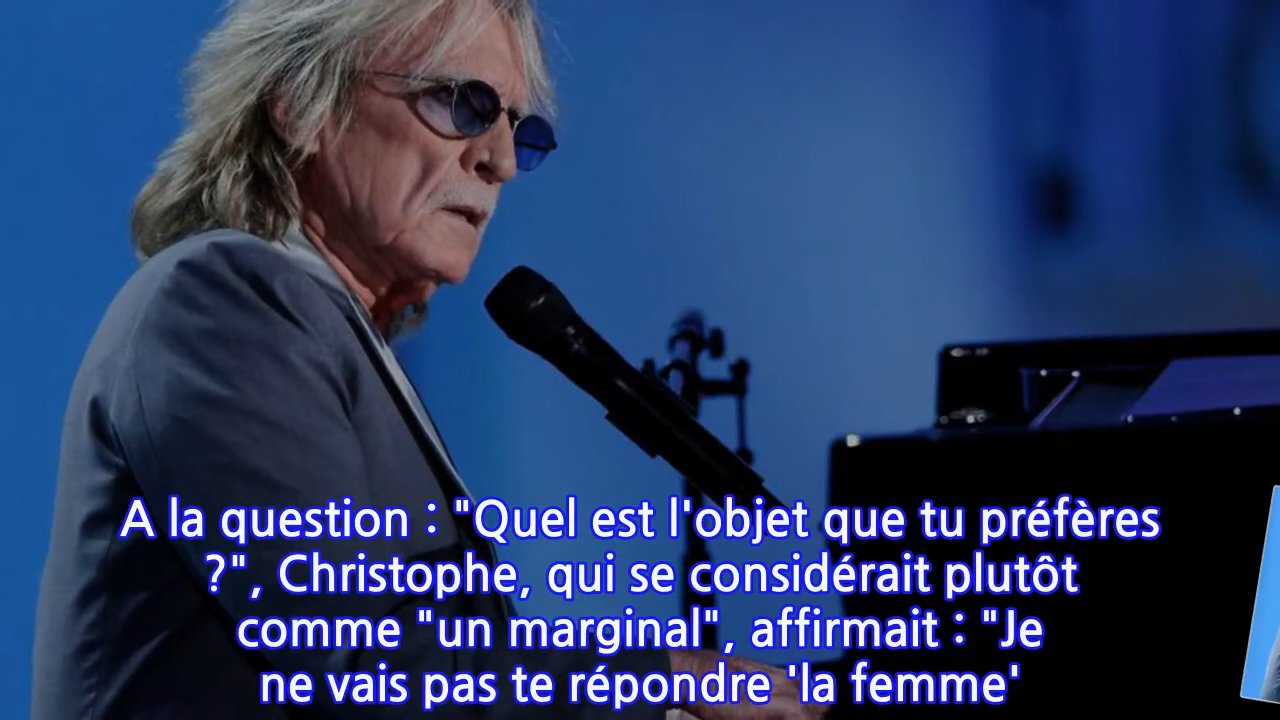 A la question : "Quel est l'objet que tu préfères
?", Christophe, qui se considérait plutôt
comme "un marginal", affirmait : "Je
ne vais pas te répondre 'la femme'